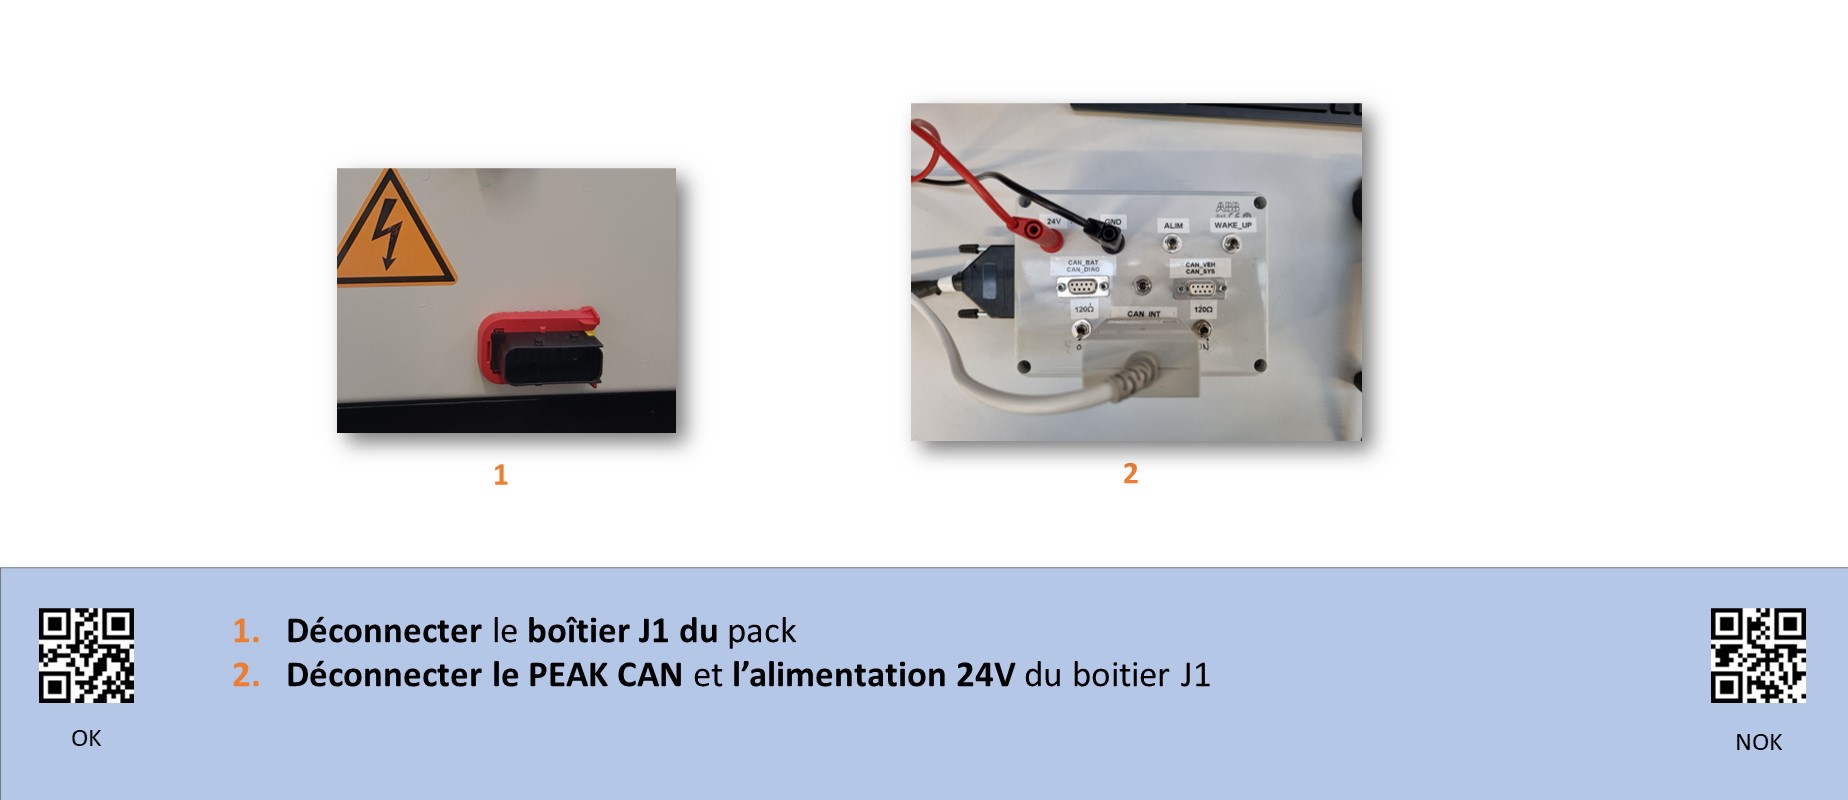 ABB
24V
GND
ALIM
WAKE_UP
CAN_BAT
CAN_DIAG
CAN_VEH
CAN_SYS
120Ω
CAN_INT
120Ω
1
2
1. Déconnecter le boîtier J1 du pack
2. Déconnecter le PEAK CAN et l’alimentation 24V du boitier J1
OK
NOK